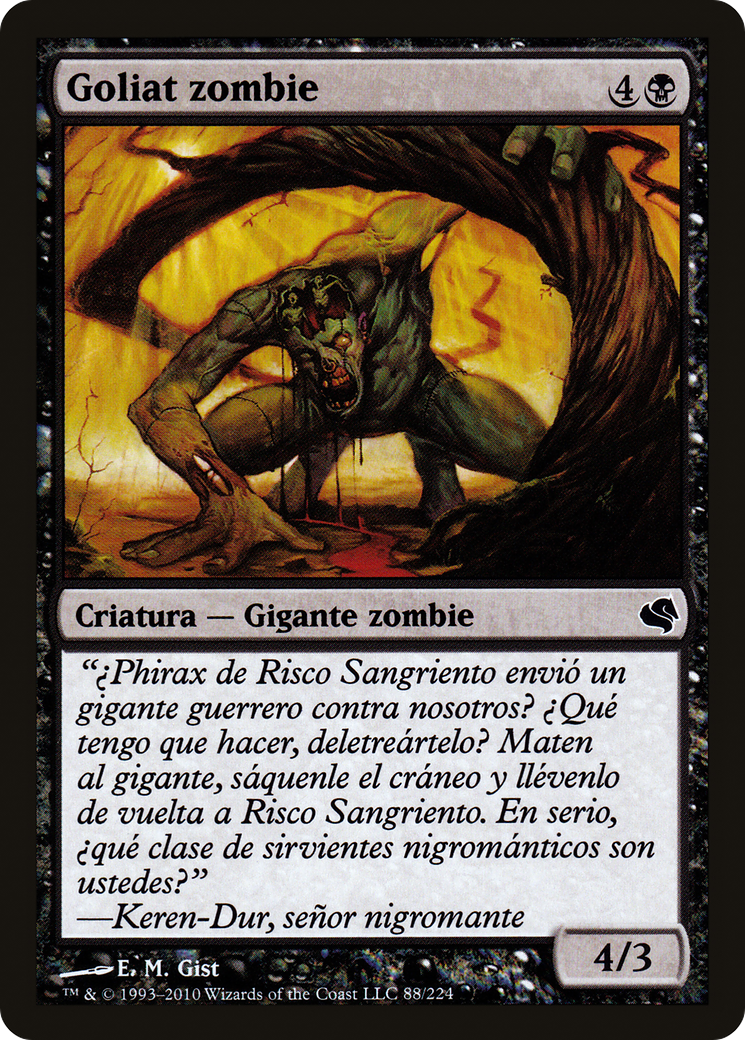 Goliat zombie 4
Criatura — Gigante zombie
“¿Phirax de Risco Sangriento envió un
gigante guerrero contra nosotros? ¿Qué
tengo que hacer, deletreártelo? Maten
al gigante, sáquenle el cráneo y llévenlo
de vuelta a Risco Sangriento. En serio,
¿qué clase de sirvientes nigrománticos son
ustedes?”
—Keren-Dur, señor nigromante
4/3
E. M. Gist
™ & © 1993–2010 Wizards of the Coast LLC 88/224